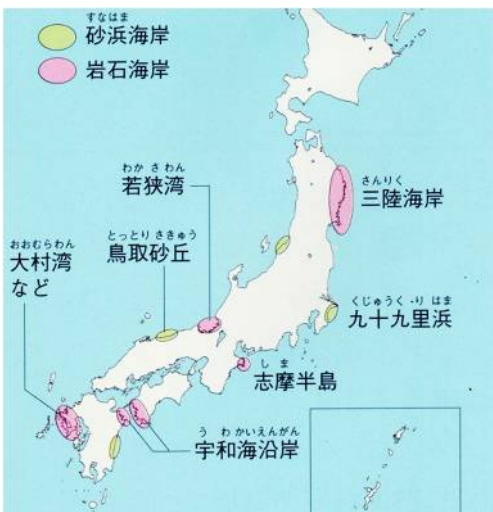 すなはま
砂浜海岸
岩石海岸
わか さ わん
若狭湾
さんりく
三陸海岸
おおむらわん
大村湾
など
とっとり さきゅう
鳥取砂丘
くじゅうく り はま
九十九里浜
しま
志摩半島
う わ かいえんがん
宇和海沿岸